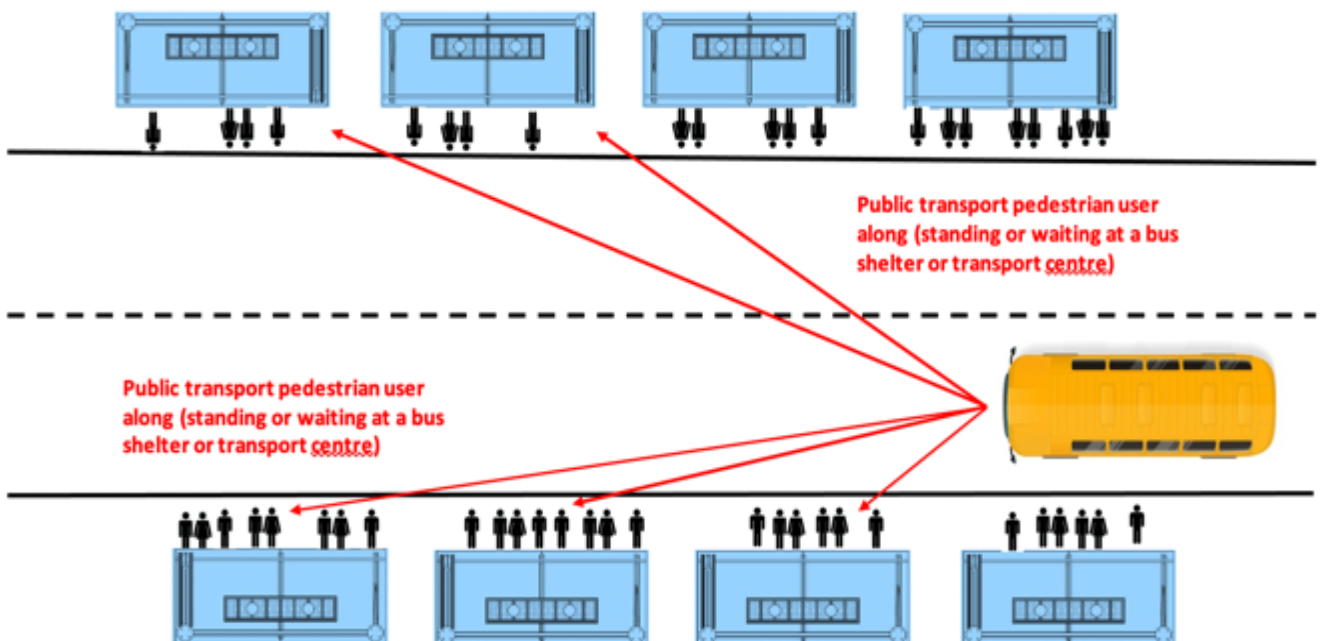 Public transport pedestrian user
along (standing or waiting at a bus
shelter or transport centre)
Public transport pedestrian user
along (standing or waiting at a bus
shelter or transport centre)